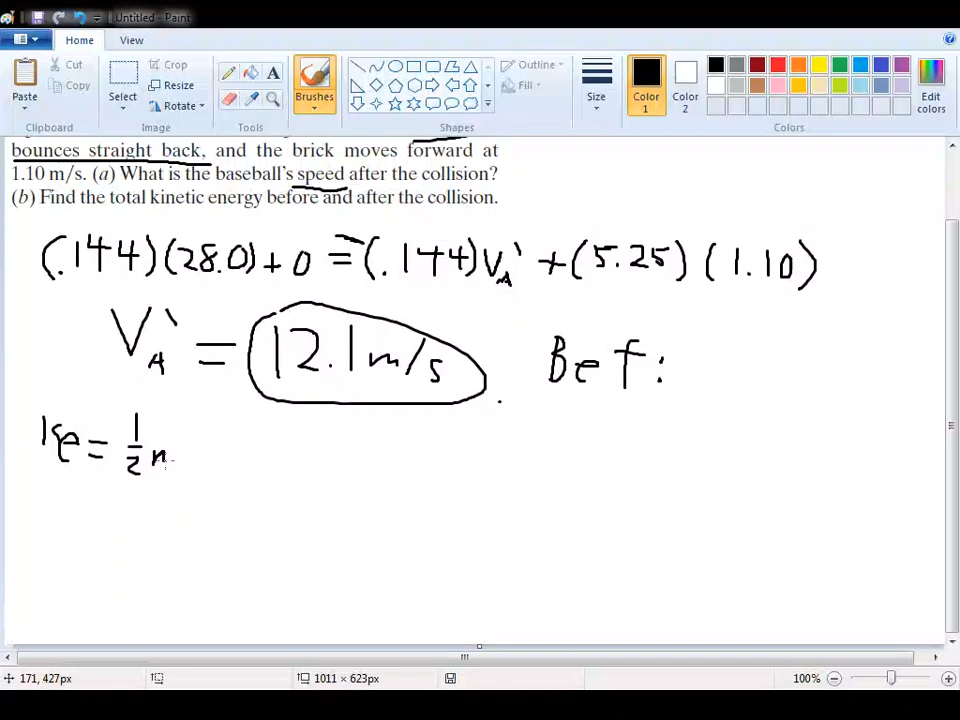 Untitled - Paint
Home View
Paste
Cut
Copy
Clipboard
Select
Crop
Resize
Rotate
Image
Tools
Brushes
Shapes
Outline
Fill
Size
Color 1
Color 2
Edit colors
Colors
bounces straight back, and the brick moves forward at
1.10 m/s. (a) What is the baseball's speed after the collision?
(b) Find the total kinetic energy before and after the collision.
(.144)(28.0) + 0 = (.144)VA' + (5.25)(1.10)
VA' = 12.1 m/s.
Bef:
Ke = 1/2 m
171, 427px
1011 × 623px
100%